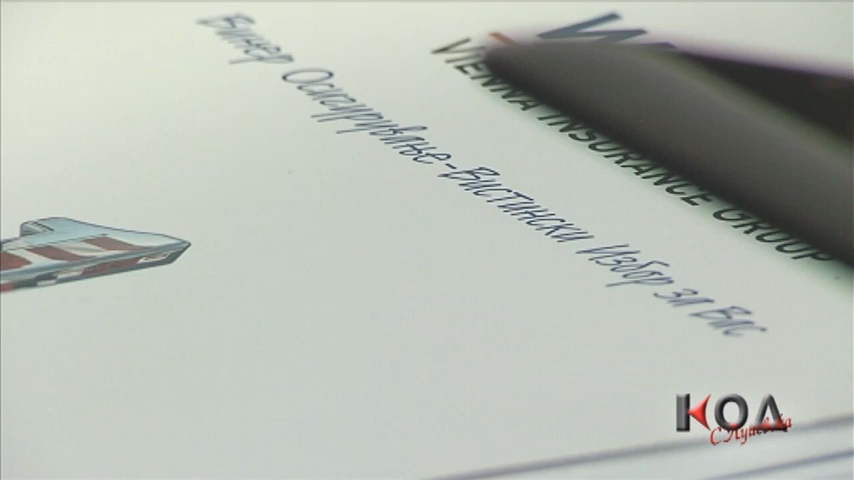 VIENNA INSURANCE GROUP
Винер Осигурување-Вистински Избор за Вас
КОД